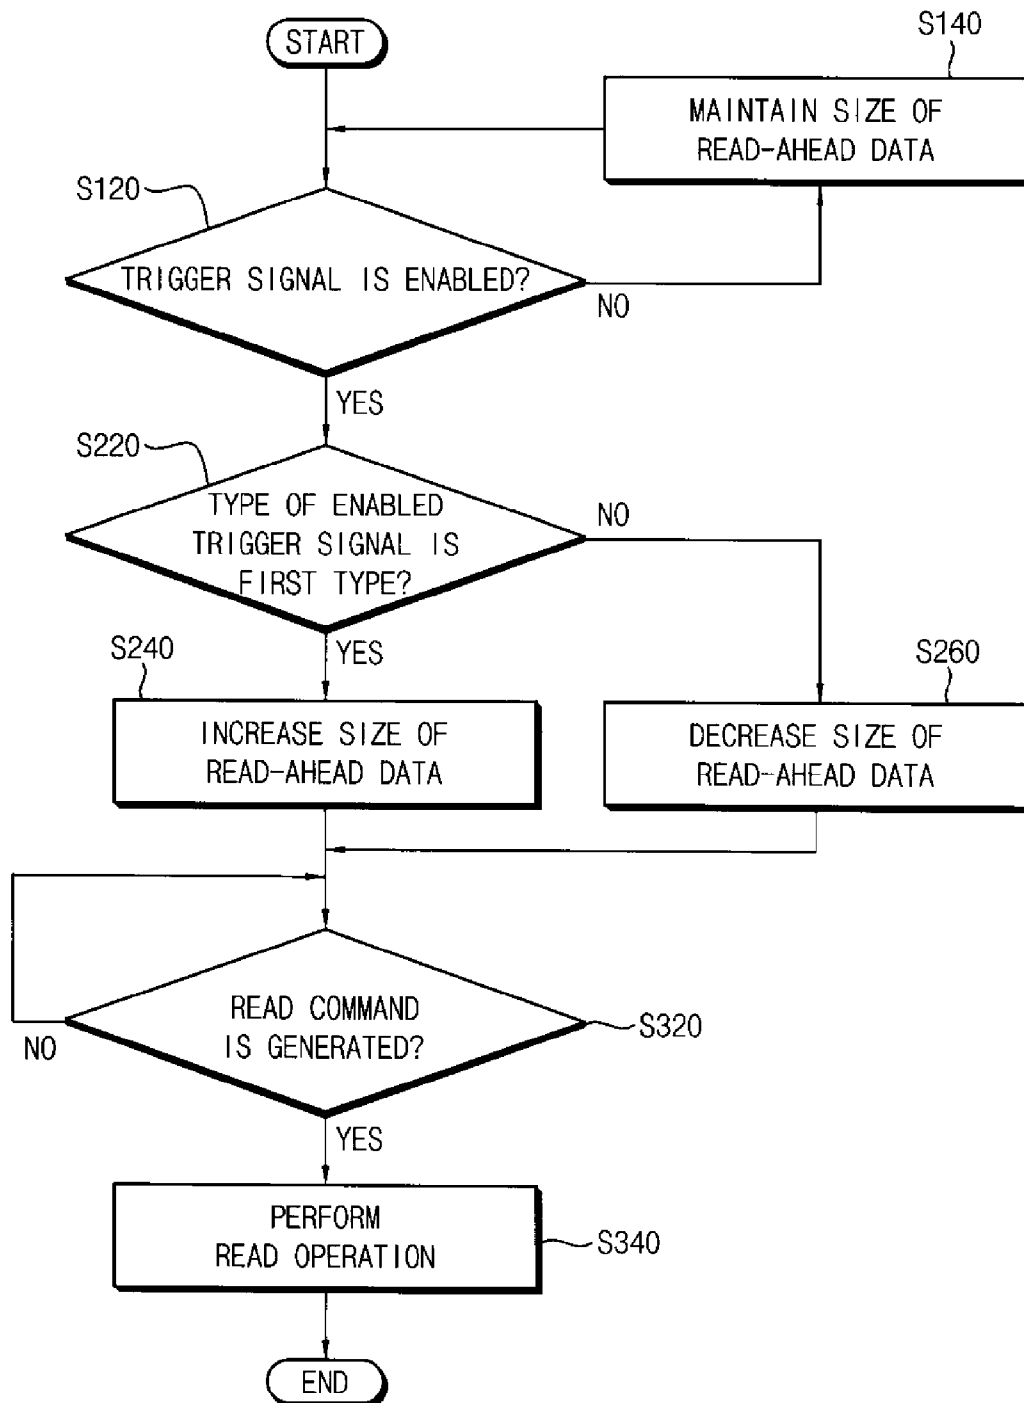 START
S140
MAINTAIN SIZE OF
READ-AHEAD DATA
S120
TRIGGER SIGNAL IS ENABLED?
NO
YES
S220
TYPE OF ENABLED
TRIGGER SIGNAL IS
FIRST TYPE?
NO
YES
S240
INCREASE SIZE OF
READ-AHEAD DATA
S260
DECREASE SIZE OF
READ-AHEAD DATA
READ COMMAND
IS GENERATED?
S320
NO
YES
PERFORM
READ OPERATION
S340
END